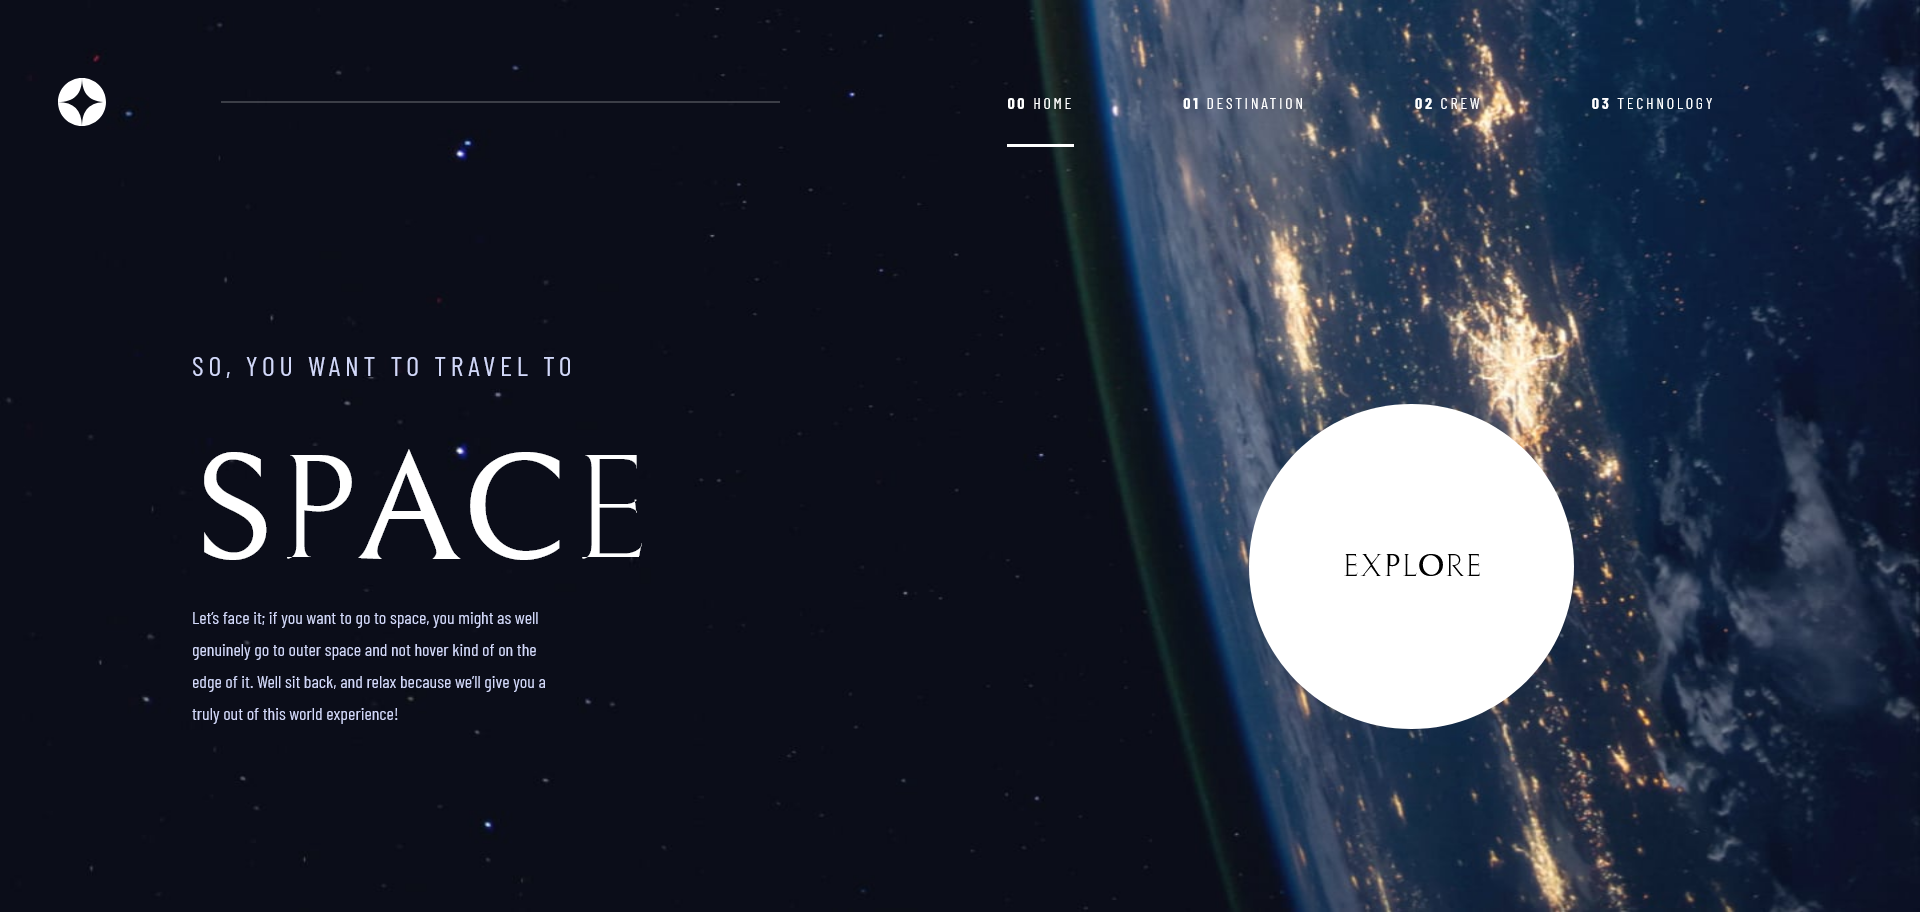 00 HOME
01 DESTINATION
02 CREW
03 TECHNOLOGY
SO, YOU WANT TO TRAVEL TO
SPACE
Let’s face it; if you want to go to space, you might as well
genuinely go to outer space and not hover kind of on the
edge of it. Well sit back, and relax because we’ll give you a
truly out of this world experience!
EXPLORE